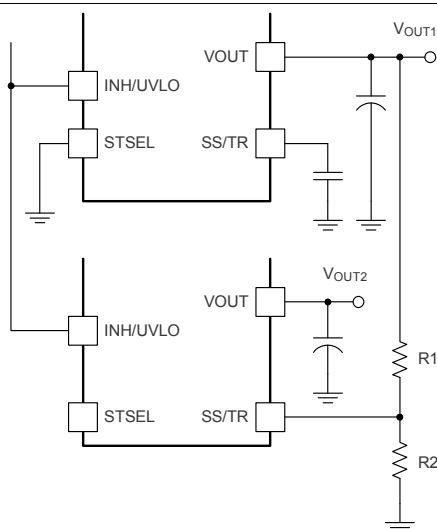 VOUT1
VOUT
INH/UVLO
STSEL
SS/TR
VOUT2
VOUT
INH/UVLO
R1
STSEL
SS/TR
R2